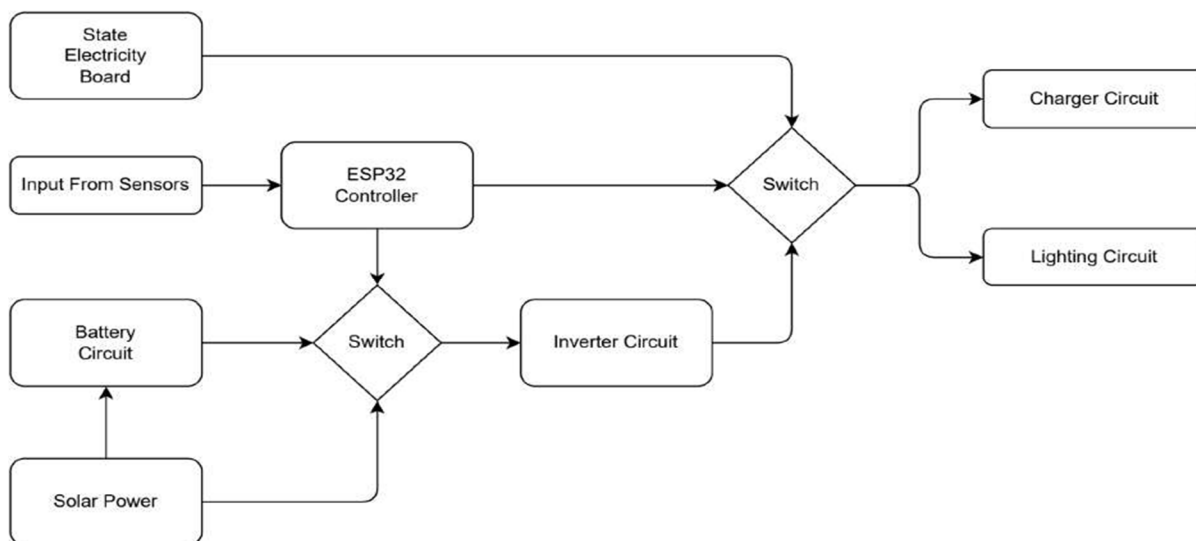 State
Electricity
Board
Charger Circuit
Input From Sensors
ESP32
Controller
Switch
Lighting Circuit
Battery
Circuit
Switch
Inverter Circuit
Solar Power